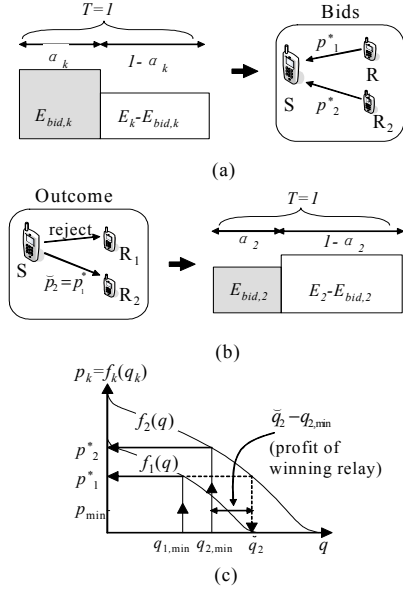 T=1
α_k 1- α_k
E_bid,k E_k-E_bid,k
Bids
p*_1
S R
p*_2
R_2
(a)
Outcome
reject
R_1
S
p̆_2=p*_1 R_2
T=1
α_2 1- α_2
E_bid,2 E_2-E_bid,2
(b)
p_k=f_k(q_k)
f_2(q)
q̆_2-q_2,min
(profit of
winning relay)
p*_2
f_1(q)
p*_1
p_min
q_1,min q_2,min q̆_2 q
(c)